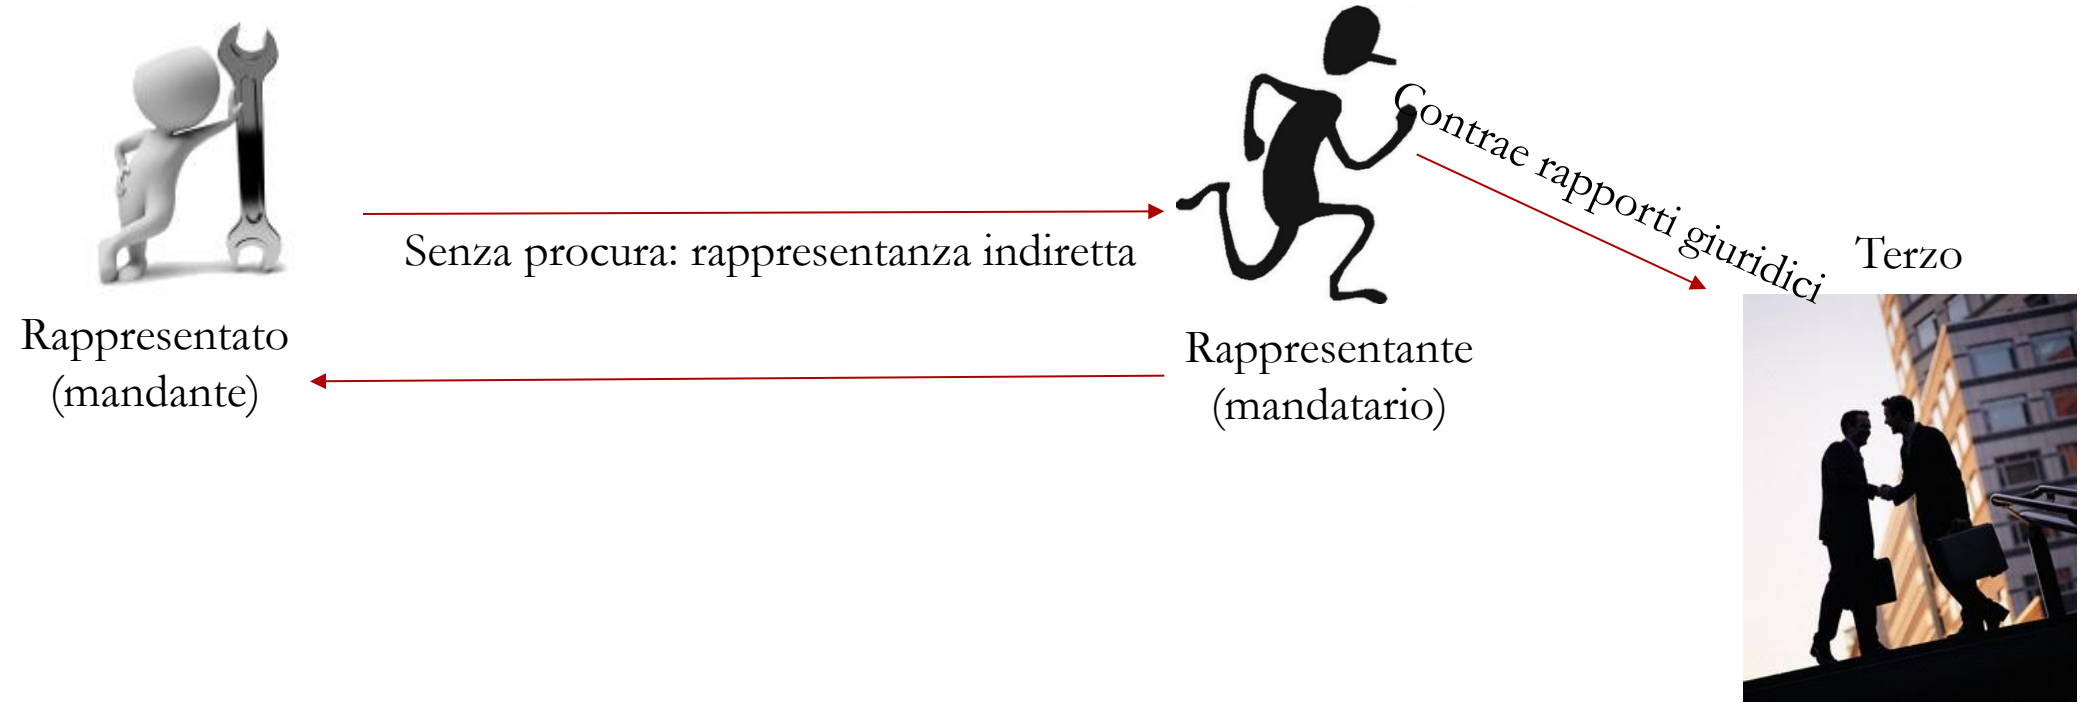 Contrae rapporti giuridici
Senza procura: rappresentanza indiretta
Terzo
Rappresentato
(mandante)
Rappresentante
(mandatario)